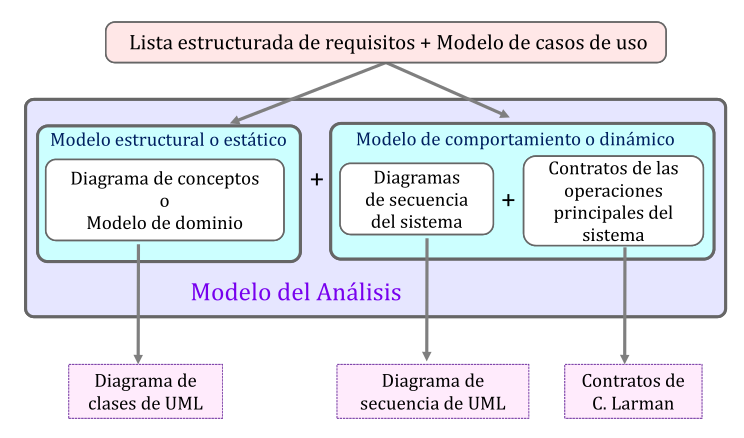 Lista estructurada de requisitos + Modelo de casos de uso
Modelo estructural o estático
Diagrama de conceptos
o
Modelo de dominio
+
Modelo de comportamiento o dinámico
Diagramas
de secuencia
del sistema
+
Contratos de las
operaciones
principales del
sistema
Modelo del Análisis
Diagrama de
clases de UML
Diagrama de
secuencia de UML
Contratos de
C. Larman